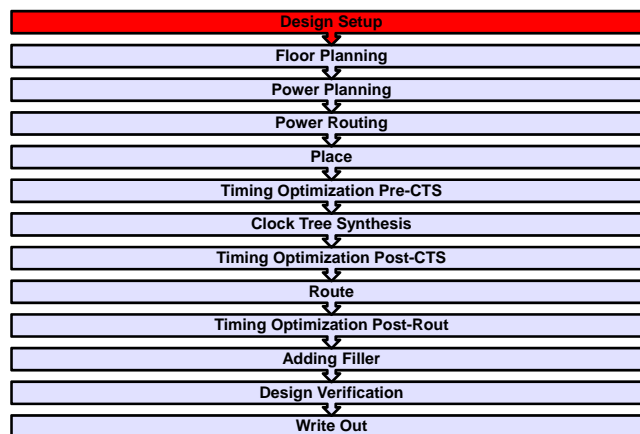 Design Setup
Floor Planning
Power Planning
Power Routing
Place
Timing Optimization Pre-CTS
Clock Tree Synthesis
Timing Optimization Post-CTS
Route
Timing Optimization Post-Rout
Adding Filler
Design Verification
Write Out